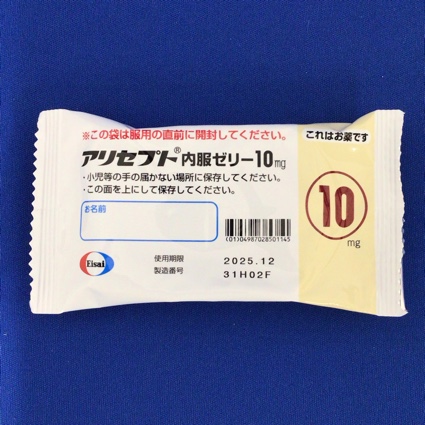 ※この袋は服用の直前に開封してください。
これはお薬です
アリセプト®内服ゼリー10mg
・小児等の手の届かない場所に保存してください。
・この面を上にして保存してください。
お名前
10
mg
(01)04987028501145
使用期限 2025.12
製造番号 31H02F
Eisai